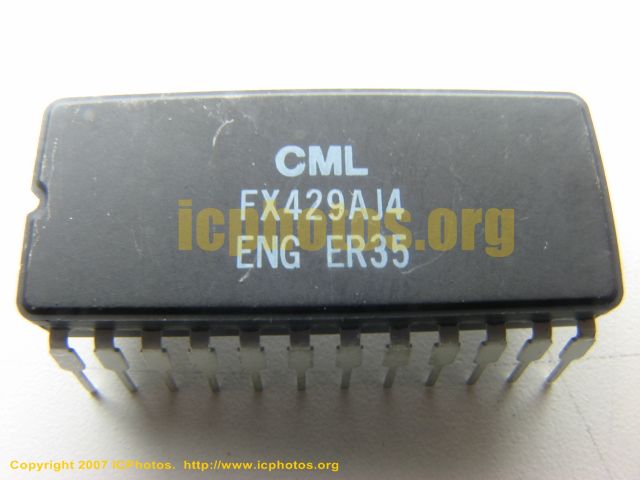 CML
FX429AJ4
icphotos.org
ENG ER35
Copyright 2007 ICPhotos. http://www.icphotos.org